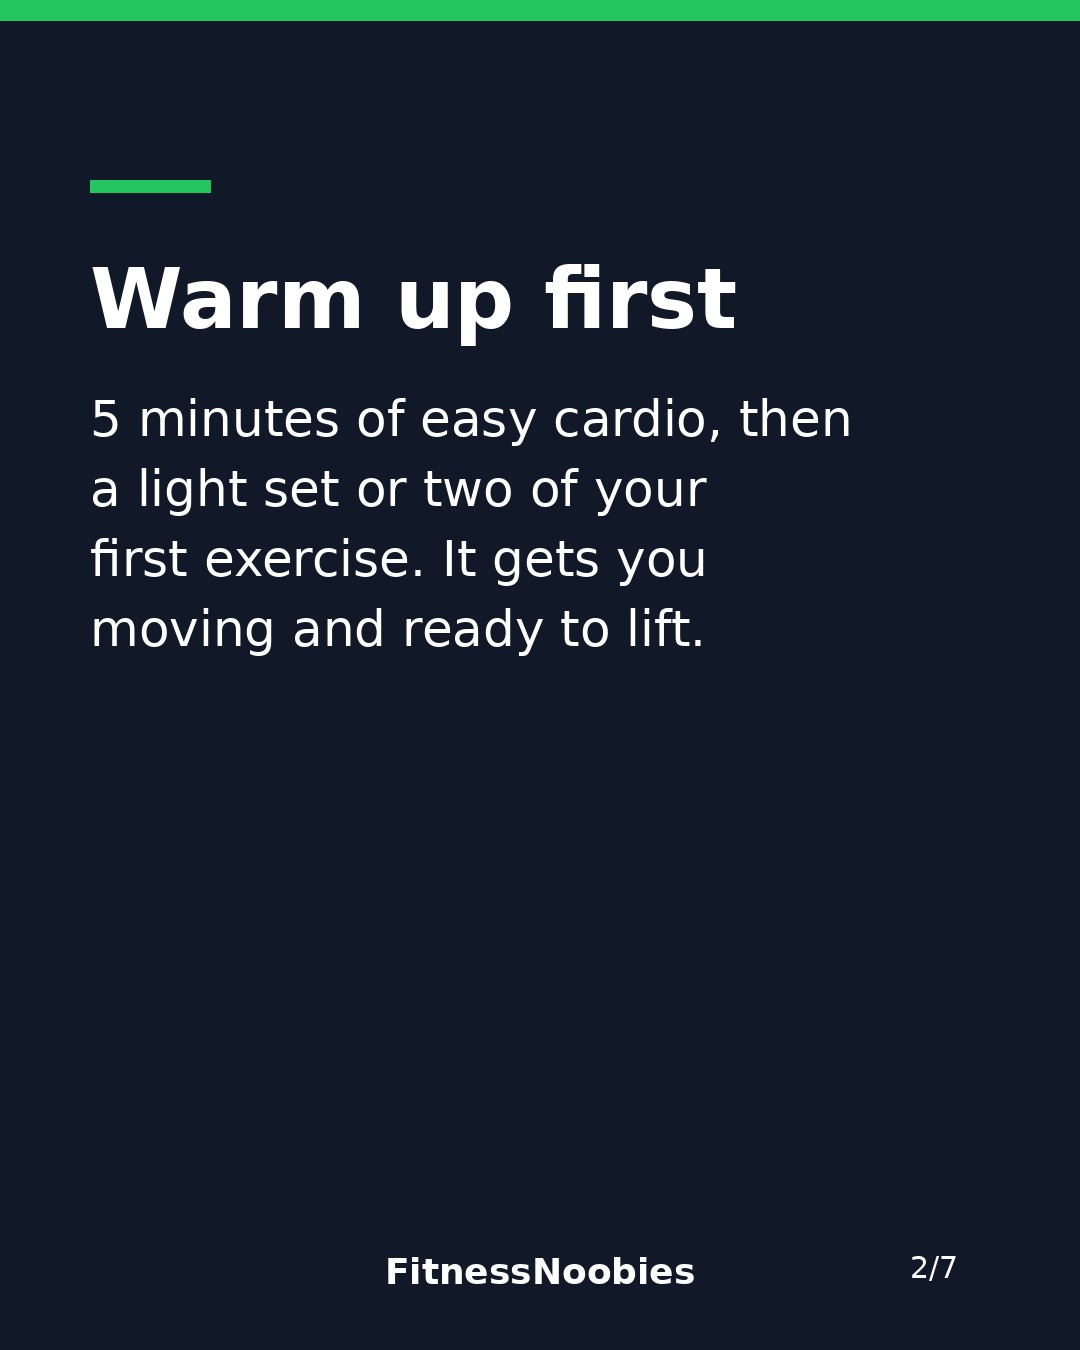 Warm up first
5 minutes of easy cardio, then
a light set or two of your
first exercise. It gets you
moving and ready to lift.
FitnessNoobies
2/7